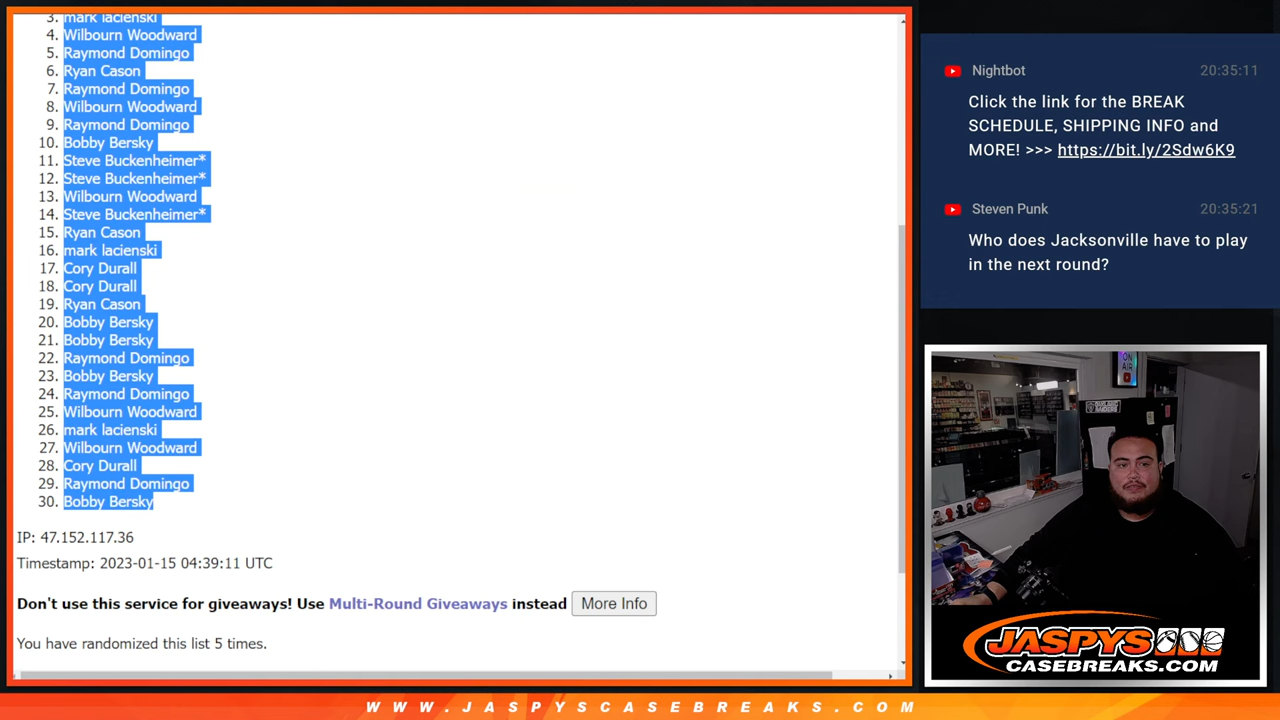 3. mark lacienski
4. Wilbourn Woodward
5. Raymond Domingo
6. Ryan Cason
7. Raymond Domingo
8. Wilbourn Woodward
9. Raymond Domingo
10. Bobby Bersky
11. Steve Buckenheimer*
12. Steve Buckenheimer*
13. Wilbourn Woodward
14. Steve Buckenheimer*
15. Ryan Cason
16. mark lacienski
17. Cory Durall
18. Cory Durall
19. Ryan Cason
20. Bobby Bersky
21. Bobby Bersky
22. Raymond Domingo
23. Bobby Bersky
24. Raymond Domingo
25. Wilbourn Woodward
26. mark lacienski
27. Wilbourn Woodward
28. Cory Durall
29. Raymond Domingo
30. Bobby Bersky
IP: 47.152.117.36
Timestamp: 2023-01-15 04:39:11 UTC
Don't use this service for giveaways! Use Multi-Round Giveaways instead More Info
You have randomized this list 5 times.
Nightbot 20:35:11
Click the link for the BREAK
SCHEDULE, SHIPPING INFO and
MORE! >>> https://bit.ly/2Sdw6K9
Steven Punk 20:35:21
Who does Jacksonville have to play
in the next round?
ON
AIR
JASPYS
CASEBREAKS.COM
WWW.JASPYSCASEBREAKS.COM